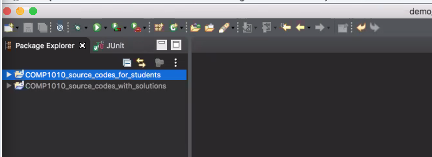 demo
Package Explorer
JUnit
COMP1010_source_codes_for_students
COMP1010_source_codes_with_solutions